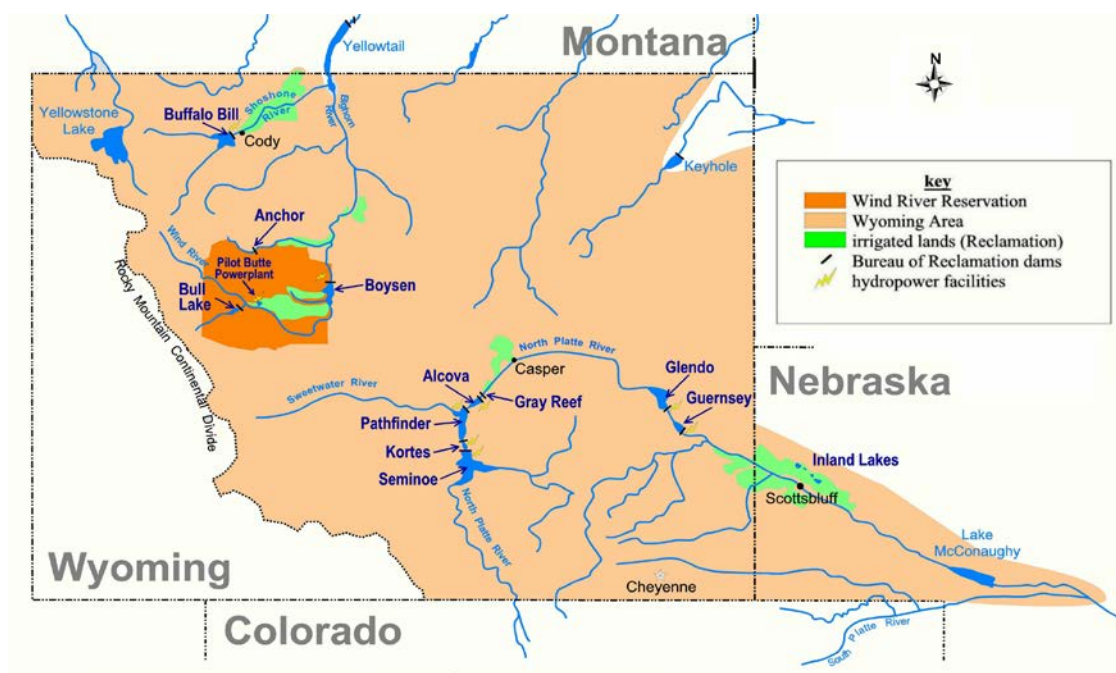 Montana
Yellowtail
N
Yellowstone
Lake
Buffalo Bill
Shoshone
River
Cody
Bighorn
River
Keyhole
key
Wind River Reservation
Wyoming Area
irrigated lands (Reclamation)
Bureau of Reclamation dams
hydropower facilities
Anchor
Wind River
Pilot Butte
Powerplant
Bull
Lake
Boysen
Rocky Mountain Continental Divide
North Platte River
Casper
Sweetwater River
Alcova
Gray Reef
Glendo
Guernsey
Nebraska
Pathfinder
Kortes
Seminoe
Inland Lakes
Scottsbluff
North Platte River
Lake
McConaughy
Wyoming
Cheyenne
Colorado
South Platte River